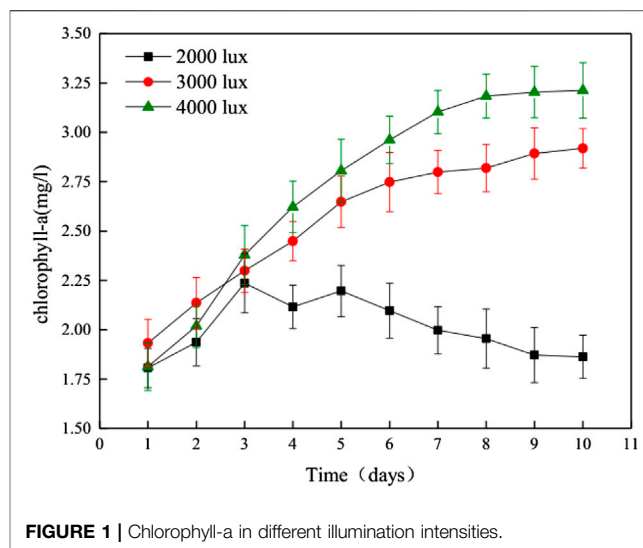 3.50
3.25
3.00
2.75
2.50
2.25
2.00
1.75
1.50
chlorophyll-a(mg/l)
2000 lux
3000 lux
4000 lux
0 1 2 3 4 5 6 7 8 9 10 11
Time（days）
FIGURE 1 | Chlorophyll-a in different illumination intensities.